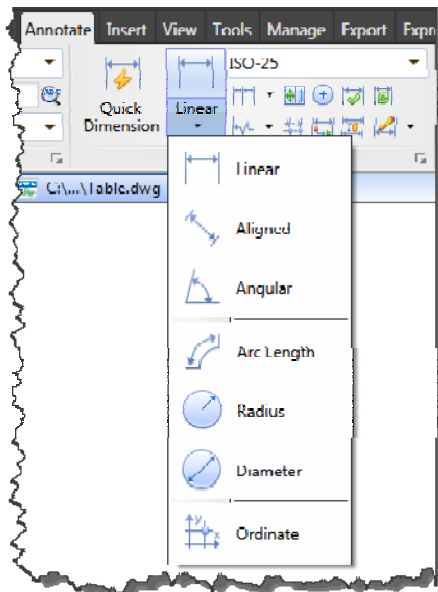 Annotate Insert View Tools Manage Export Expr
ISO-25
Quick Dimension
Linear
C:\...\Table.dwg
Linear
Aligned
Angular
Arc Length
Radius
Diameter
Ordinate